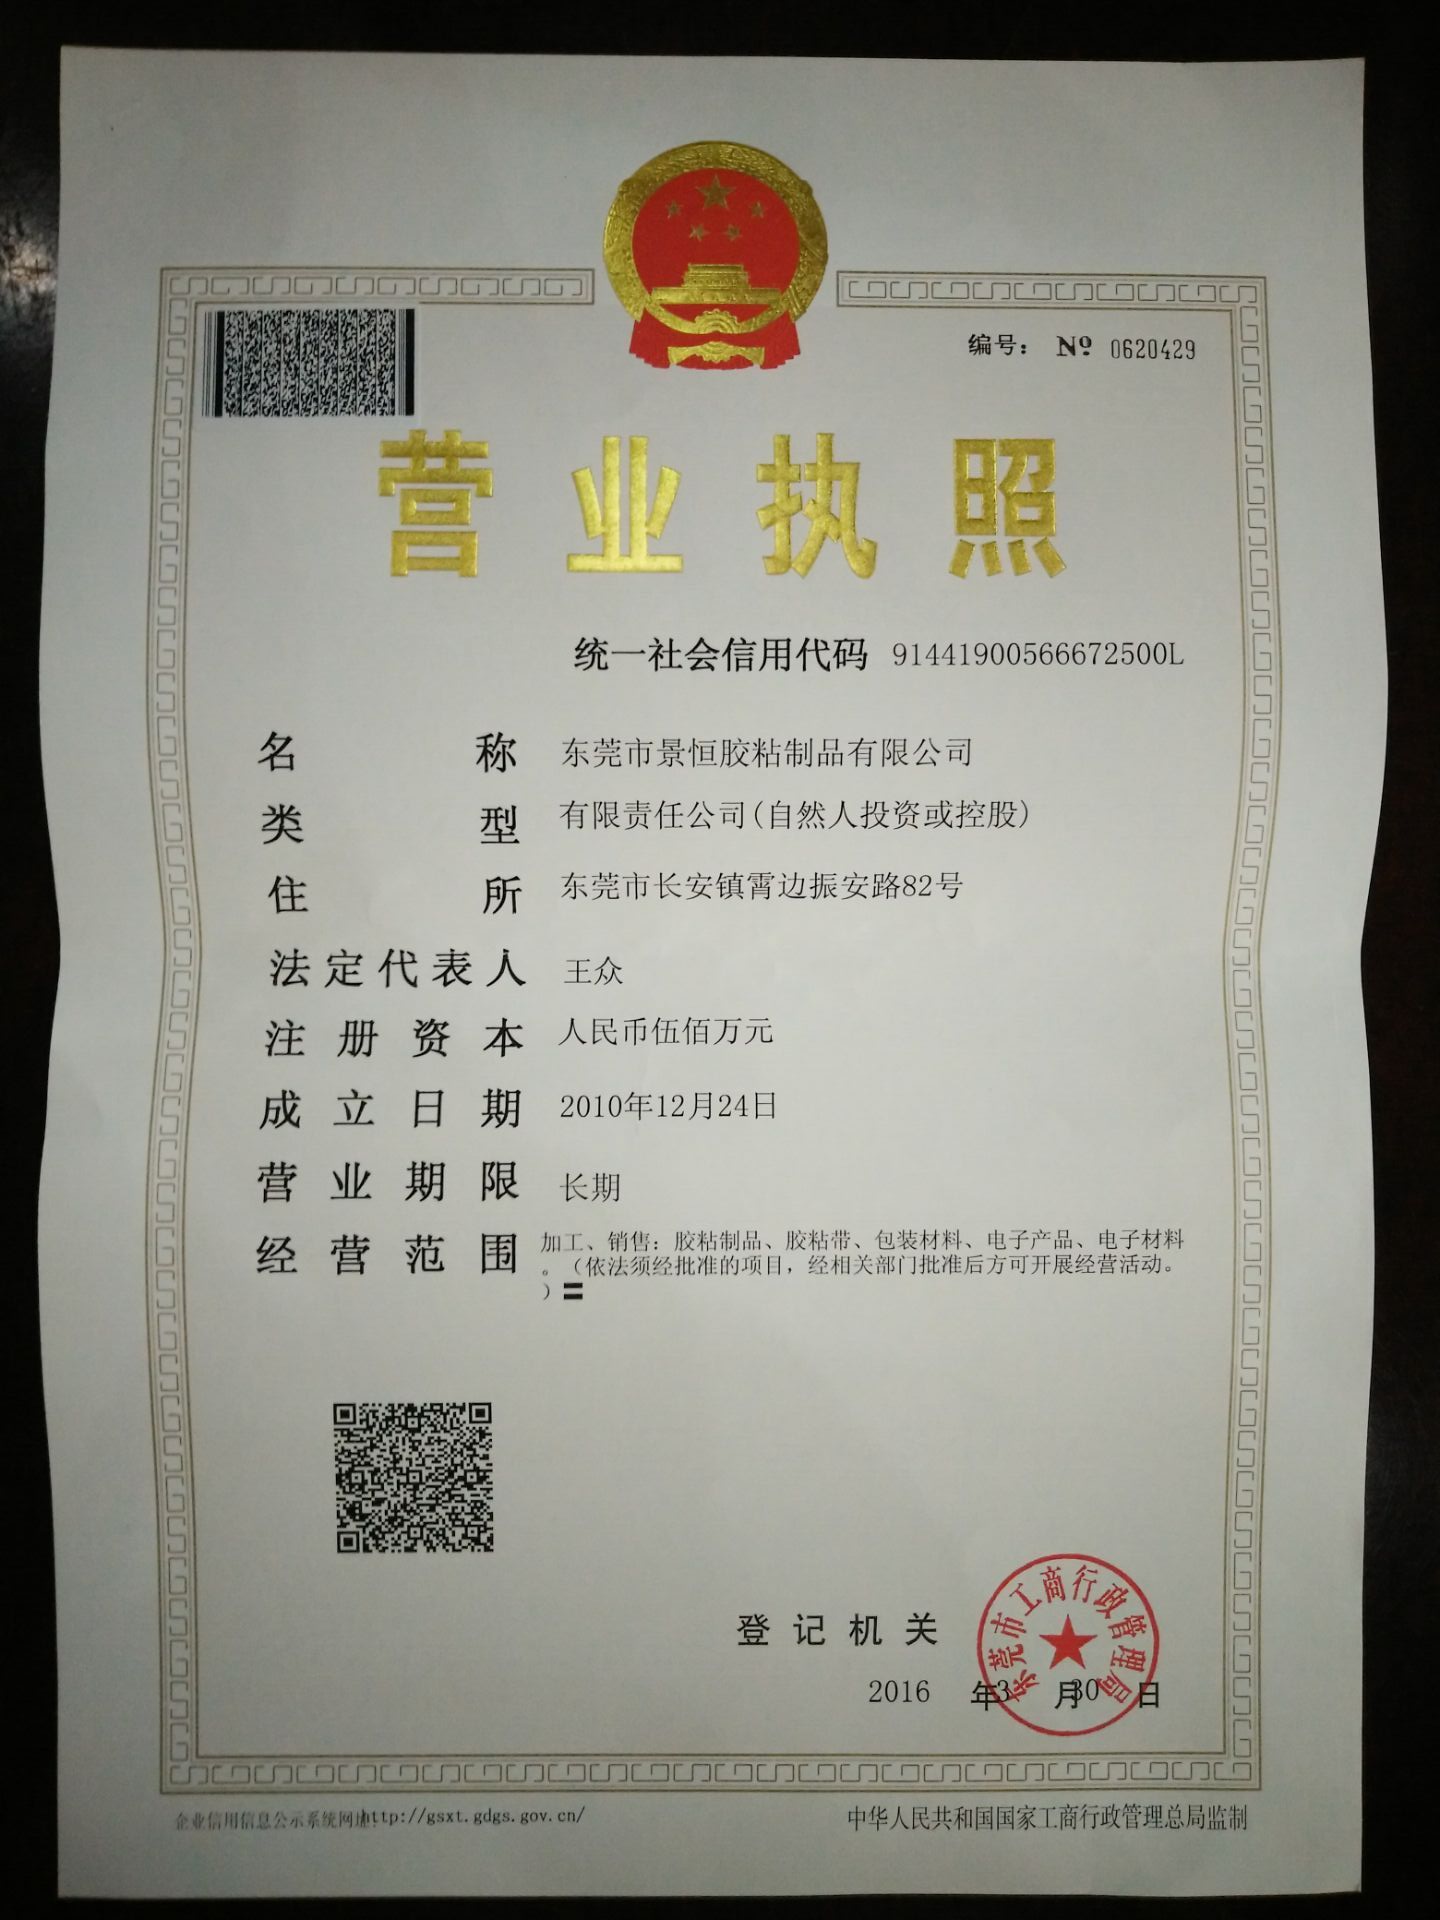 编号： № 0620429
营业执照
统一社会信用代码 91441900566672500L
名称 东莞市景恒胶粘制品有限公司
类型 有限责任公司(自然人投资或控股)
住所 东莞市长安镇霄边振安路82号
法定代表人 王众
注册资本 人民币伍佰万元
成立日期 2010年12月24日
营业期限 长期
经营范围 加工、销售：胶粘制品、胶粘带、包装材料、电子产品、电子材料
。（依法须经批准的项目，经相关部门批准后方可开展经营活动。
）〓
东莞市工商行政管理局
登记机关
2016 年3 月30 日
企业信用信息公示系统网址：http://gsxt.gdgs.gov.cn/
中华人民共和国国家工商行政管理总局监制